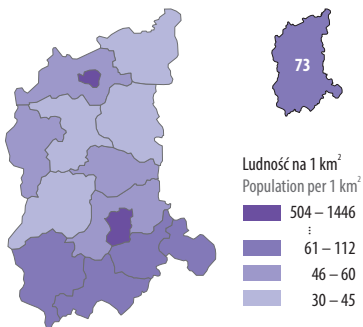 73
Ludność na 1 km²
Population per 1 km²
504 – 1446
⋮
61 – 112
46 – 60
30 – 45